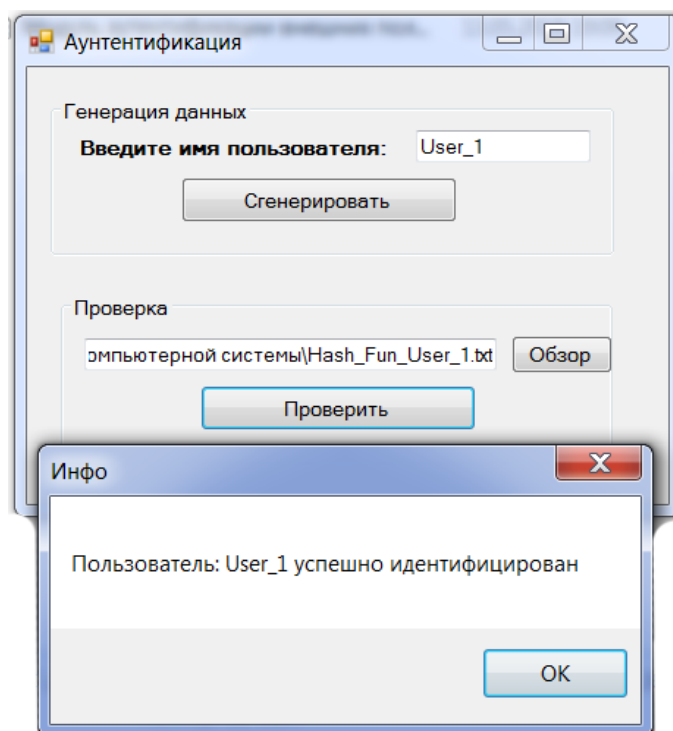 Аунтентификация
Генерация данных
Введите имя пользователя: User_1
Сгенерировать
Проверка
омпьютерной системы\Hash_Fun_User_1.txt Обзор
Проверить
Инфо
Пользователь: User_1 успешно идентифицирован
OK